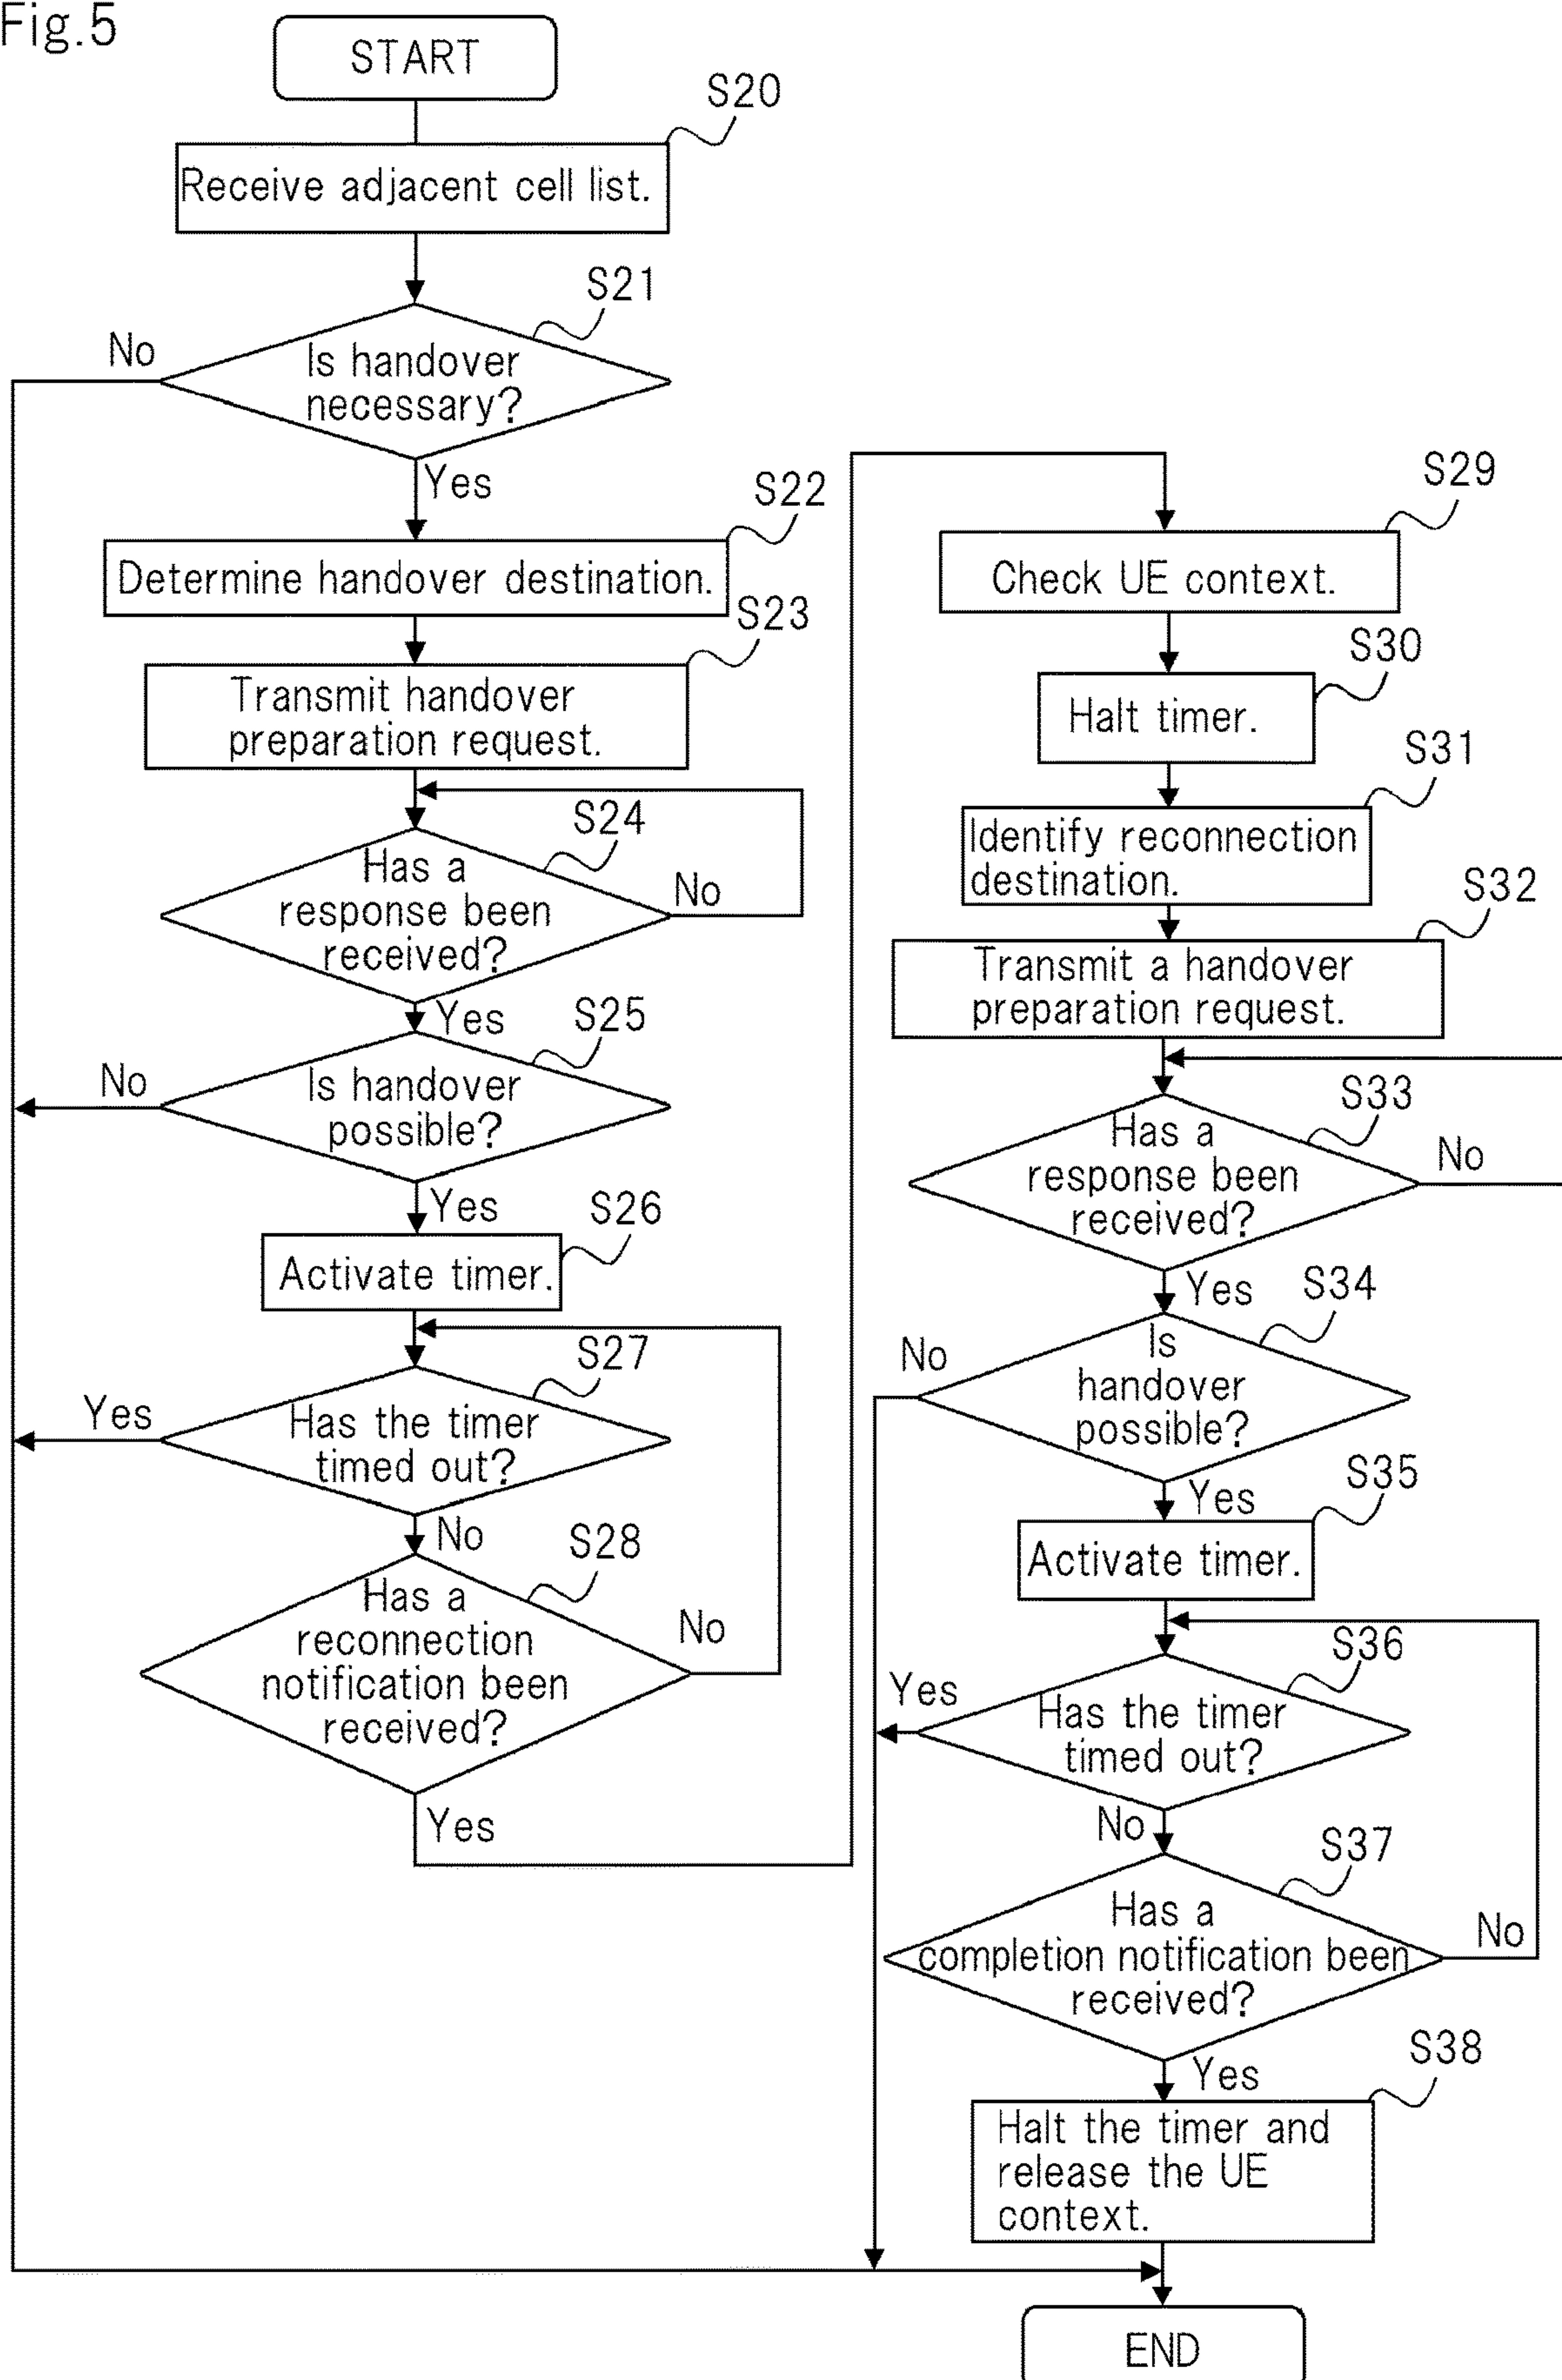 Fig.5
START
S20
Receive adjacent cell list.
S21
No
Is handover
necessary?
Yes
S22
Determine handover destination.
S23
Transmit handover
preparation request.
S24
Has a
response been
received?
No
Yes
S25
No
Is handover
possible?
Yes
S26
Activate timer.
S27
Yes
Has the timer
timed out?
No
S28
Has a
reconnection
notification been
received?
No
Yes
S29
Check UE context.
S30
Halt timer.
S31
Identify reconnection
destination.
S32
Transmit a handover
preparation request.
S33
Has a
response been
received?
No
Yes
S34
No
Is
handover
possible?
Yes
S35
Activate timer.
S36
Yes
Has the timer
timed out?
No
S37
Has a
completion notification been
received?
No
Yes
S38
Halt the timer and
release the UE
context.
END